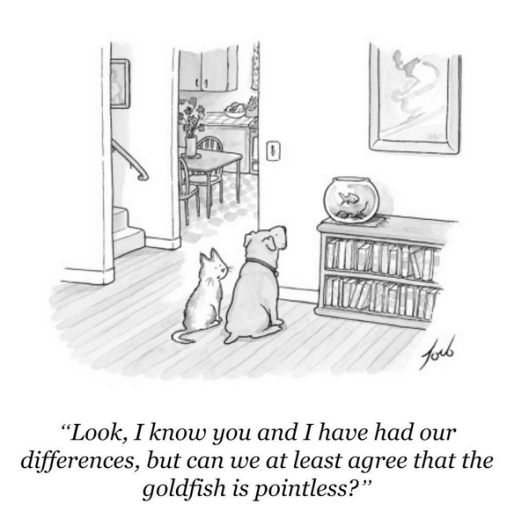 “Look, I know you and I have had our
differences, but can we at least agree that the
goldfish is pointless?”